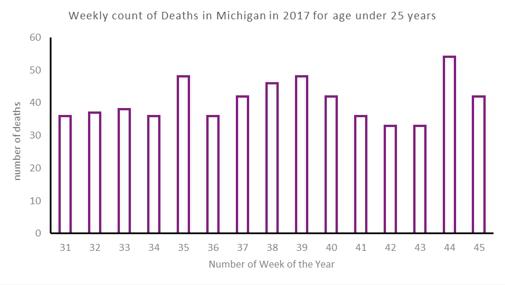 Weekly count of Deaths in Michigan in 2017 for age under 25 years
number of deaths
60
50
40
30
20
10
0
31 32 33 34 35 36 37 38 39 40 41 42 43 44 45
Number of Week of the Year